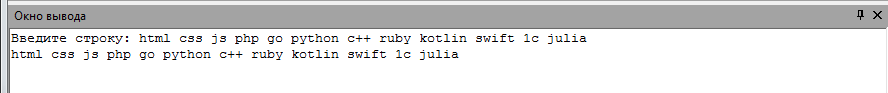 Окно вывода
Введите строку: html css js php go python c++ ruby kotlin swift 1c julia
html css js php go python c++ ruby kotlin swift 1c julia